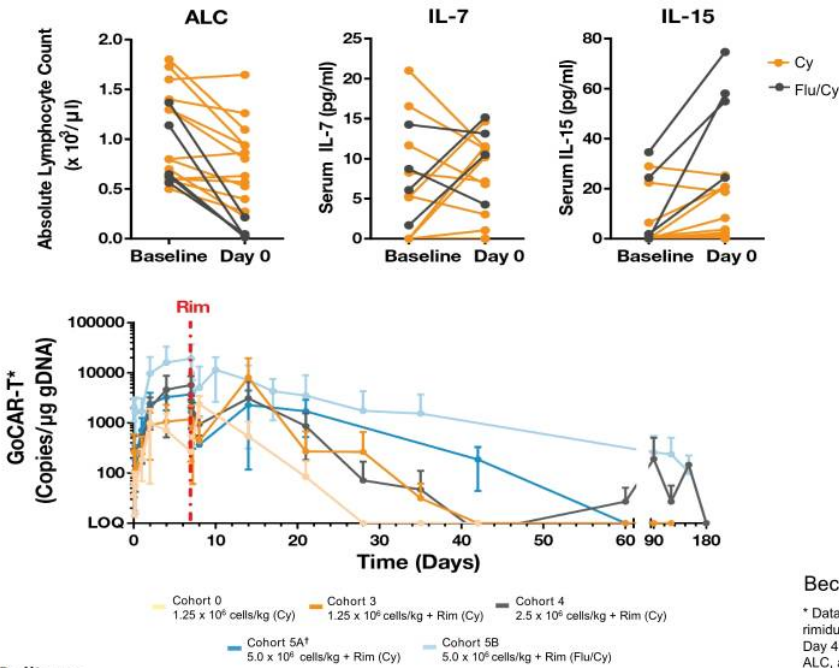 ALC
IL-7
IL-15
Absolute Lymphocyte Count
(x 10³/µl)
2.0
1.5
1.0
0.5
0.0
Baseline Day 0
Serum IL-7 (pg/ml)
25
20
15
10
5
0
Baseline Day 0
Serum IL-15 (pg/ml)
80
60
40
20
0
Baseline Day 0
Cy
Flu/Cy
Rim
GoCAR-T*
(Copies/µg gDNA)
100000
10000
1000
100
LOQ
0 10 20 30 40 50 60 90 180
Time (Days)
Cohort 0
1.25 x 10⁶ cells/kg (Cy)
Cohort 3
1.25 x 10⁶ cells/kg + Rim (Cy)
Cohort 4
2.5 x 10⁶ cells/kg + Rim (Cy)
Cohort 5A†
5.0 x 10⁶ cells/kg + Rim (Cy)
Cohort 5B
5.0 x 10⁶ cells/kg + Rim (Flu/Cy)
Bec
* Data
rimidu
Day 4
ALC,